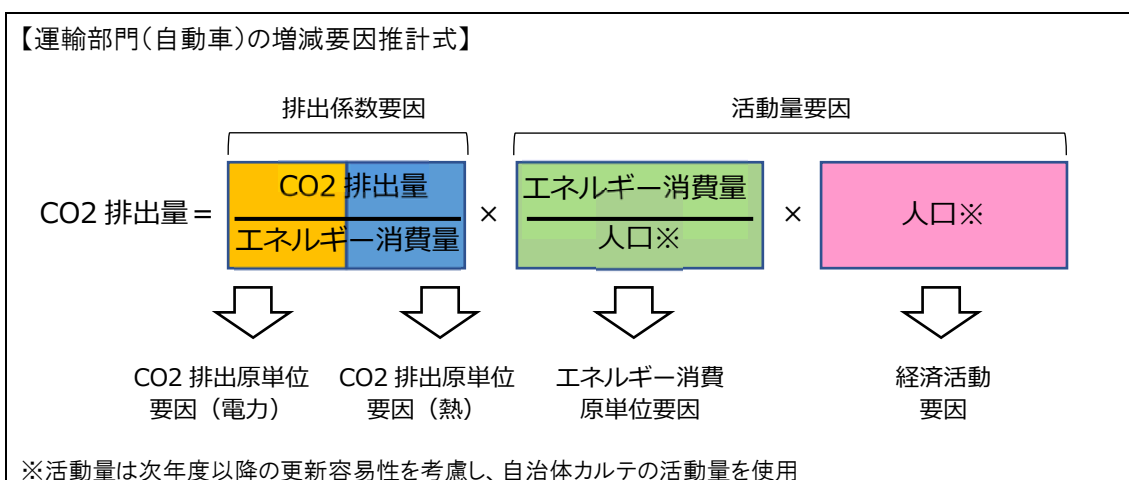 【運輸部門（自動車）の増減要因推計式】
排出係数要因
活動量要因
CO2 排出量＝
CO2 排出量
エネルギー消費量
×
エネルギー消費量
人口※
×
人口※
CO2 排出原単位
要因（電力）
CO2 排出原単位
要因（熱）
エネルギー消費
原単位要因
経済活動
要因
※活動量は次年度以降の更新容易性を考慮し、自治体カルテの活動量を使用